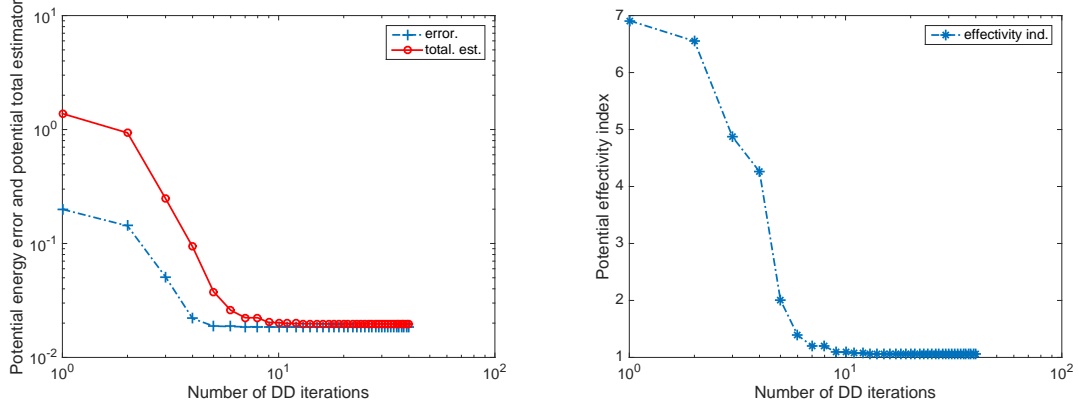 Potential energy error and potential total estimator
10^1
10^0
10^-1
10^-2
10^0
10^1
10^2
Number of DD iterations
error.
total. est.
Potential effectivity index
7
6
5
4
3
2
1
10^0
10^1
10^2
Number of DD iterations
effectivity ind.